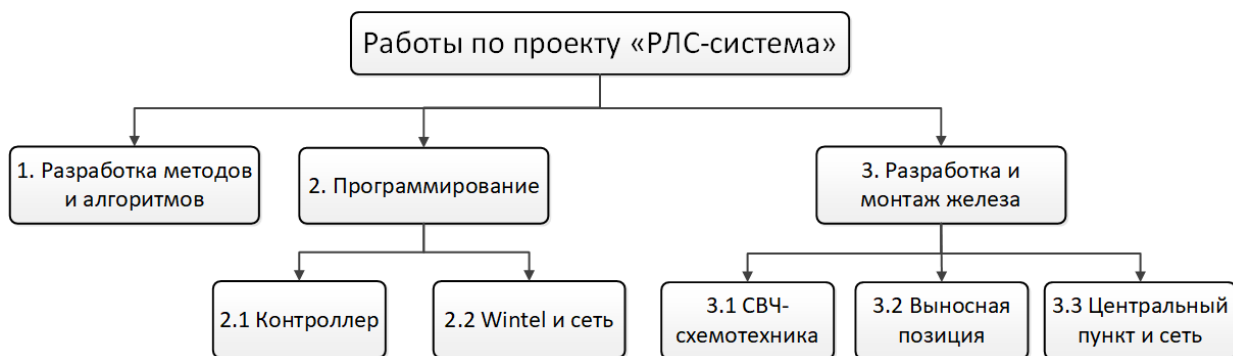 Работы по проекту «РЛС-система»
1. Разработка методов
и алгоритмов
2. Программирование
3. Разработка и
монтаж железа
2.1 Контроллер
2.2 Wintel и сеть
3.1 СВЧ-
схемотехника
3.2 Выносная
позиция
3.3 Центральный
пункт и сеть